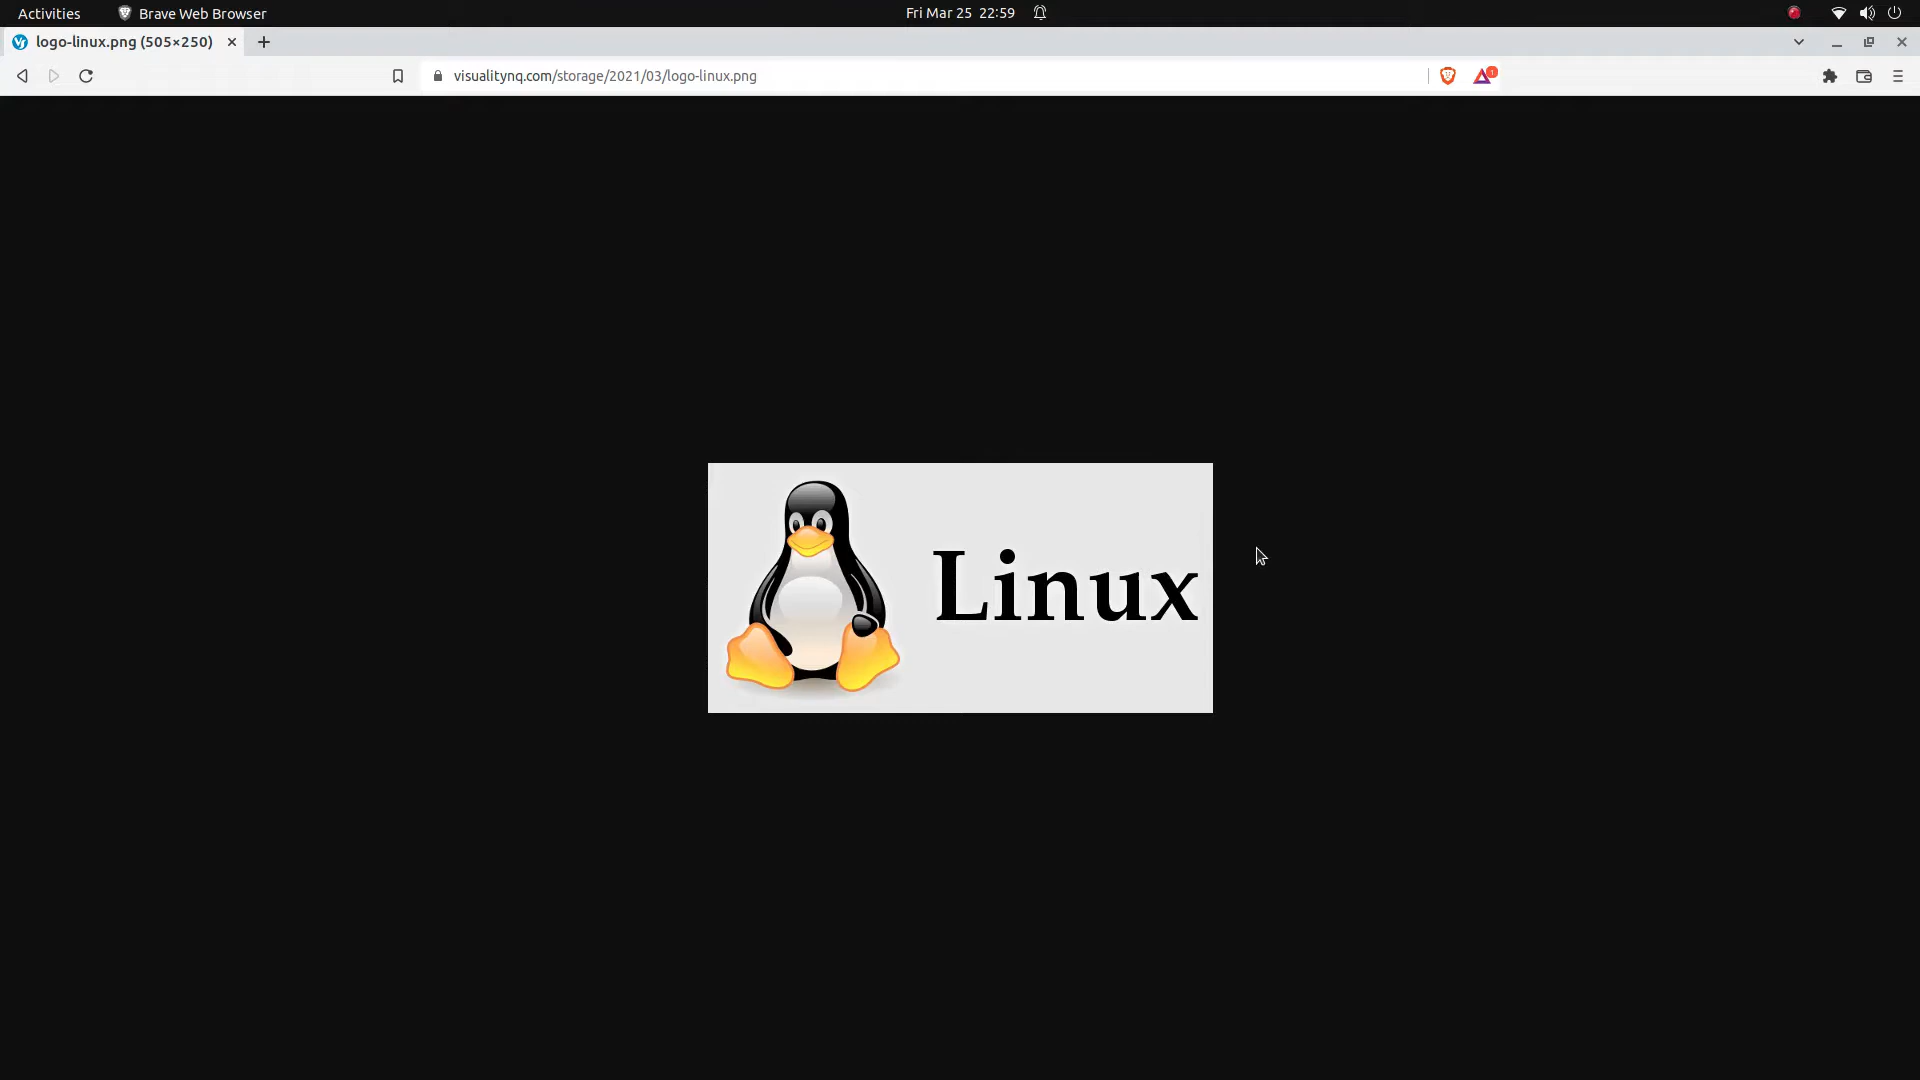 Activities
Brave Web Browser
Fri Mar 25 22:59
logo-linux.png (505×250)
visualitynq.com/storage/2021/03/logo-linux.png
1
Linux